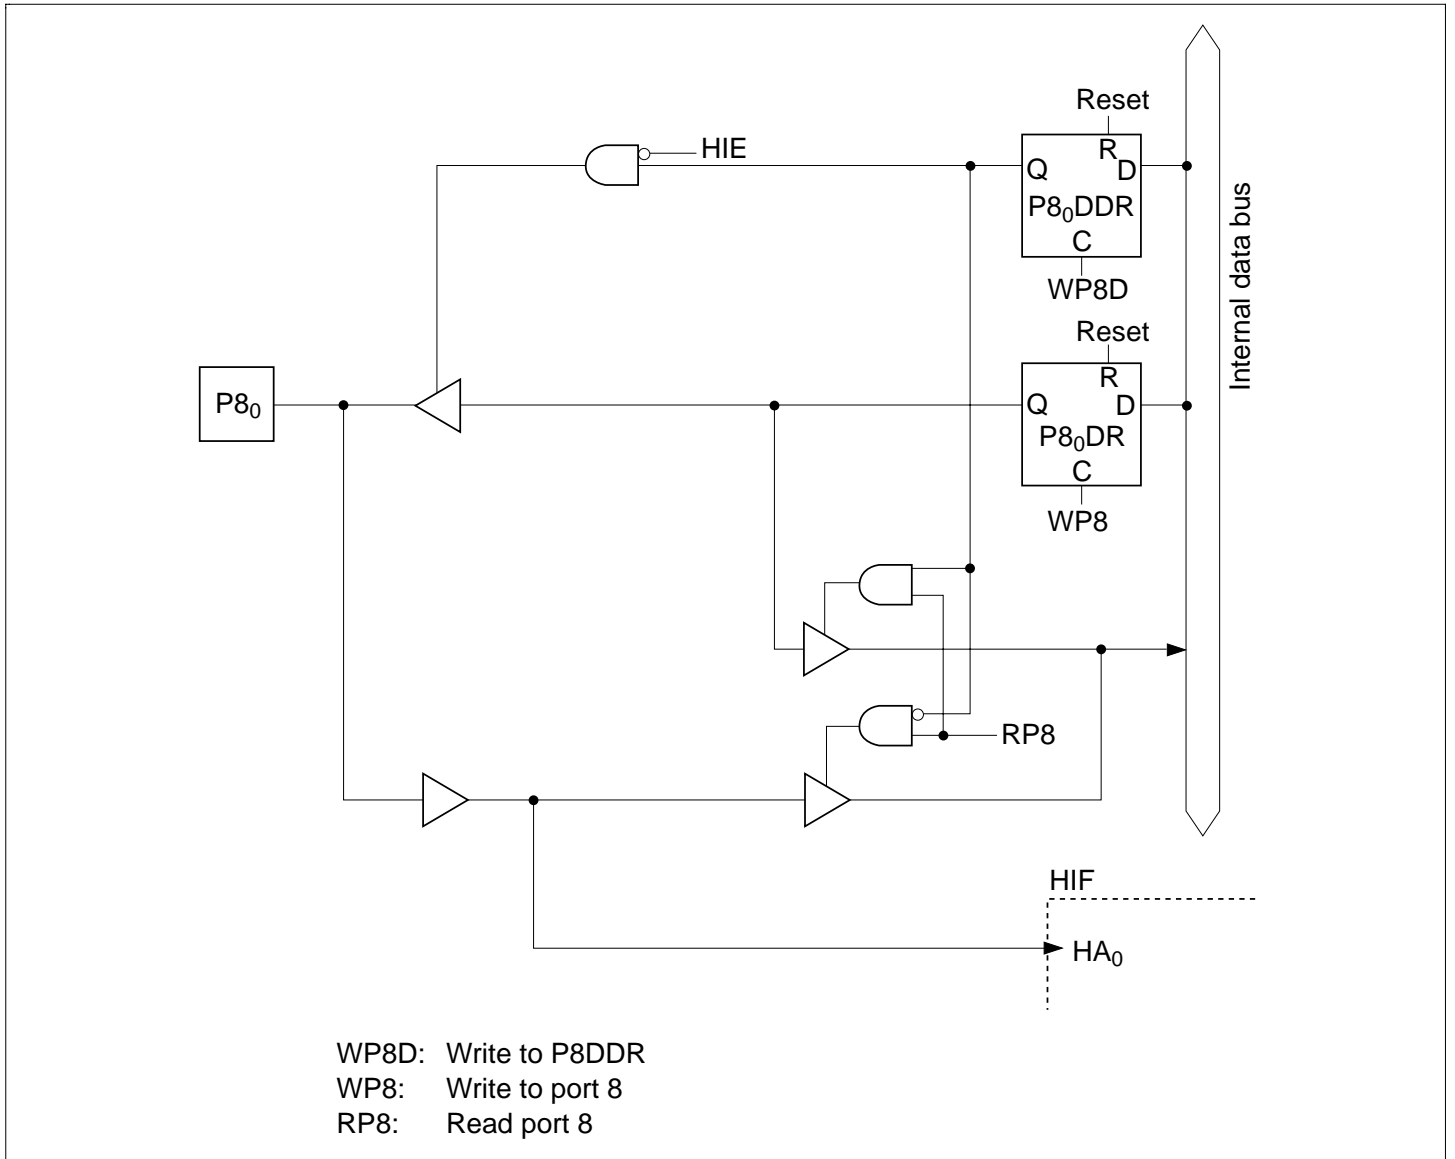 Reset
HIE
R
Q
D
P8₀DDR
C
WP8D
Reset
R
P8₀
Q
D
P8₀DR
C
WP8
Internal data bus
RP8
HIF
HA₀
WP8D: Write to P8DDR
WP8: Write to port 8
RP8: Read port 8